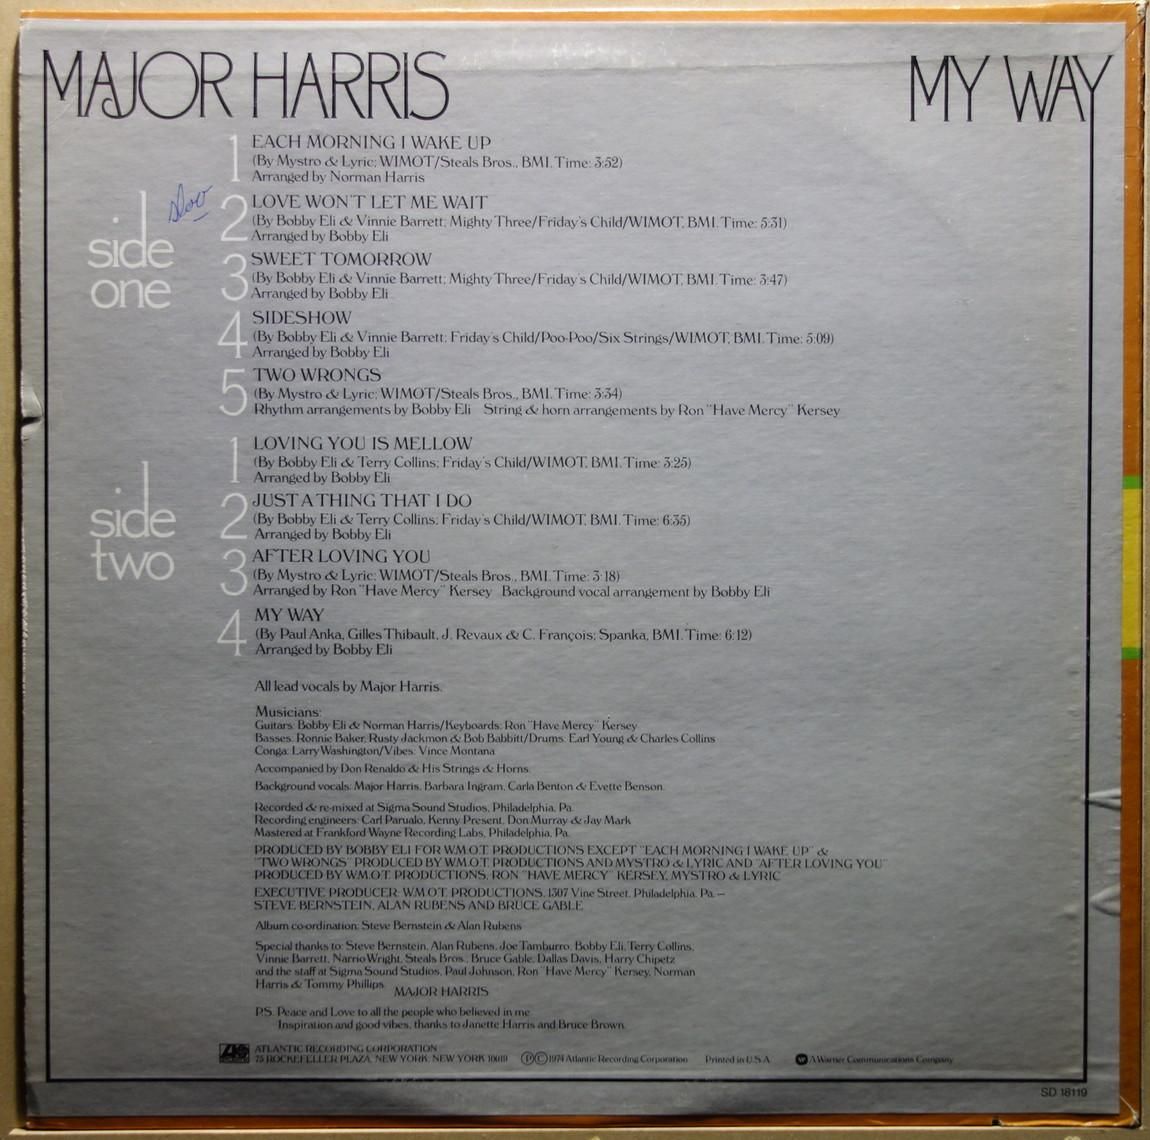 MAJOR HARRIS
MY WAY
side
one
1
EACH MORNING I WAKE UP
(By Mystro & Lyric; WIMOT/Steals Bros., BMI. Time: 3:52)
Arranged by Norman Harris
slow
2
LOVE WON'T LET ME WAIT
(By Bobby Eli & Vinnie Barrett; Mighty Three/Friday's Child/WIMOT, BMI. Time: 5:31)
Arranged by Bobby Eli
3
SWEET TOMORROW
(By Bobby Eli & Vinnie Barrett; Mighty Three/Friday's Child/WIMOT, BMI. Time: 3:47)
Arranged by Bobby Eli
4
SIDESHOW
(By Bobby Eli & Vinnie Barrett; Friday's Child/Poo-Poo/Six Strings/WIMOT, BMI. Time: 5:09)
Arranged by Bobby Eli
5
TWO WRONGS
(By Mystro & Lyric; WIMOT/Steals Bros., BMI. Time: 3:34)
Rhythm arrangements by Bobby Eli String & horn arrangements by Ron "Have Mercy" Kersey
side
two
1
LOVING YOU IS MELLOW
(By Bobby Eli & Terry Collins; Friday's Child/WIMOT, BMI. Time: 3:25)
Arranged by Bobby Eli
2
JUST A THING THAT I DO
(By Bobby Eli & Terry Collins; Friday's Child/WIMOT, BMI. Time: 6:35)
Arranged by Bobby Eli
3
AFTER LOVING YOU
(By Mystro & Lyric; WIMOT/Steals Bros., BMI. Time: 3:18)
Arranged by Ron "Have Mercy" Kersey Background vocal arrangement by Bobby Eli
4
MY WAY
(By Paul Anka, Gilles Thibault, J. Revaux & C. François; Spanka, BMI. Time: 6:12)
Arranged by Bobby Eli
All lead vocals by Major Harris.
Musicians:
Guitars: Bobby Eli & Norman Harris/Keyboards: Ron "Have Mercy" Kersey
Basses: Ronnie Baker, Rusty Jackmon & Bob Babbitt/Drums: Earl Young & Charles Collins
Conga: Larry Washington/Vibes: Vince Montana
Accompanied by Don Renaldo & His Strings & Horns.
Background vocals: Major Harris, Barbara Ingram, Carla Benton & Evette Benson.
Recorded & re-mixed at Sigma Sound Studios, Philadelphia, Pa.
Recording engineers: Carl Parualo, Kenny Present, Don Murray & Jay Mark
Mastered at Frankford Wayne Recording Labs, Philadelphia, Pa.
PRODUCED BY BOBBY ELI FOR W.M.O.T. PRODUCTIONS EXCEPT "EACH MORNING I WAKE UP" &
"TWO WRONGS" PRODUCED BY W.M.O.T. PRODUCTIONS AND MYSTRO & LYRIC AND "AFTER LOVING YOU"
PRODUCED BY W.M.O.T. PRODUCTIONS, RON "HAVE MERCY" KERSEY, MYSTRO & LYRIC
EXECUTIVE PRODUCER: W.M.O.T. PRODUCTIONS, 1307 Vine Street, Philadelphia, Pa.—
STEVE BERNSTEIN, ALAN RUBENS AND BRUCE GABLE
Album co-ordination: Steve Bernstein & Alan Rubens
Special thanks to: Steve Bernstein, Alan Rubens, Joe Tamburro, Bobby Eli, Terry Collins,
Vinnie Barrett, Narrio Wright, Steals Bros., Bruce Gable, Dallas Davis, Harry Chipetz
and the staff at Sigma Sound Studios, Paul Johnson, Ron "Have Mercy" Kersey, Norman
Harris & Tommy Phillips.
MAJOR HARRIS
P.S. Peace and Love to all the people who believed in me.
Inspiration and good vibes, thanks to Janette Harris and Bruce Brown.
ATLANTIC RECORDING CORPORATION
75 ROCKEFELLER PLAZA, NEW YORK, NEW YORK 10019 ℗© 1974 Atlantic Recording Corporation Printed in U.S.A. A Warner Communications Company
SD 18119